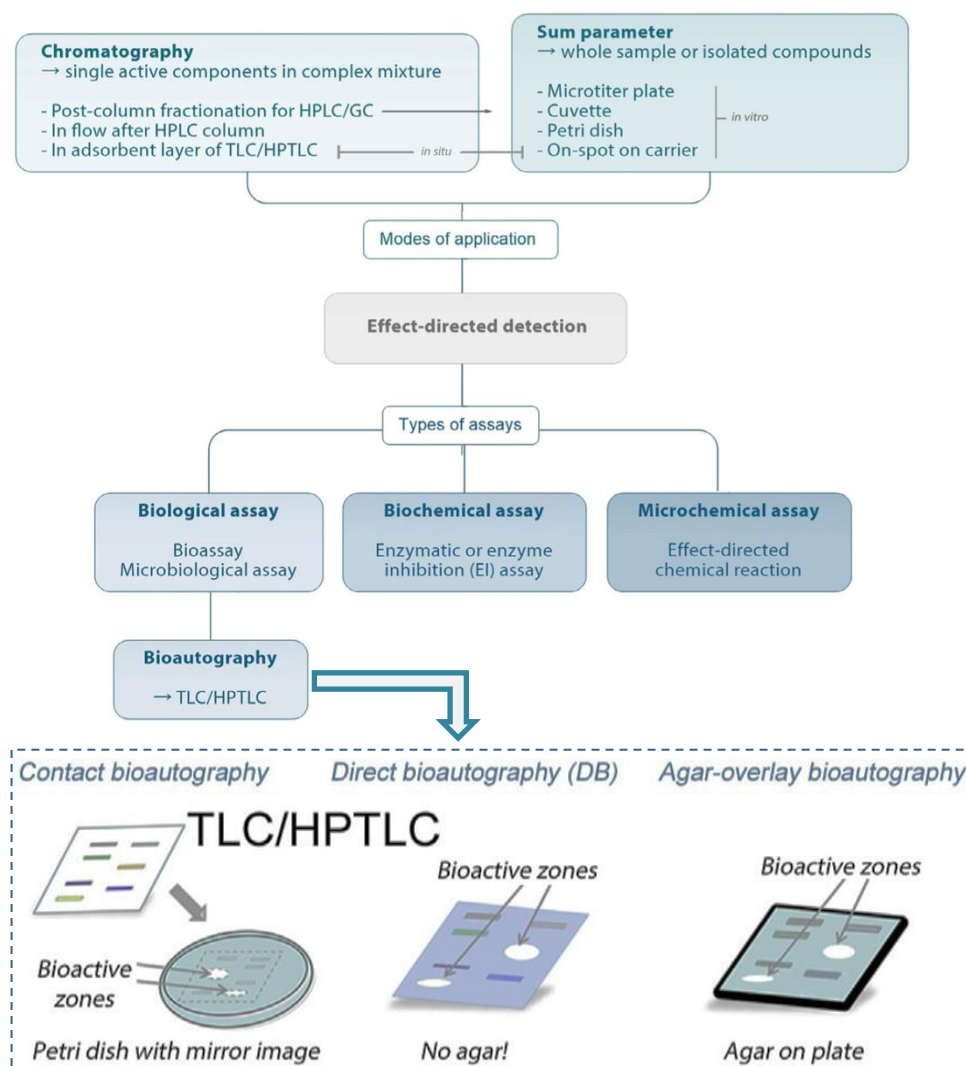 Chromatography
→ single active components in complex mixture
- Post-column fractionation for HPLC/GC
- In flow after HPLC column
- In adsorbent layer of TLC/HPTLC
in situ
Sum parameter
→ whole sample or isolated compounds
- Microtiter plate
- Cuvette
- Petri dish
- On-spot on carrier
in vitro
Modes of application
Effect-directed detection
Types of assays
Biological assay
Bioassay
Microbiological assay
Biochemical assay
Enzymatic or enzyme
inhibition (EI) assay
Microchemical assay
Effect-directed
chemical reaction
Bioautography
→ TLC/HPTLC
Contact bioautography
Direct bioautography (DB)
Agar-overlay bioautography
TLC/HPTLC
Bioactive
zones
Petri dish with mirror image
Bioactive zones
No agar!
Bioactive zones
Agar on plate